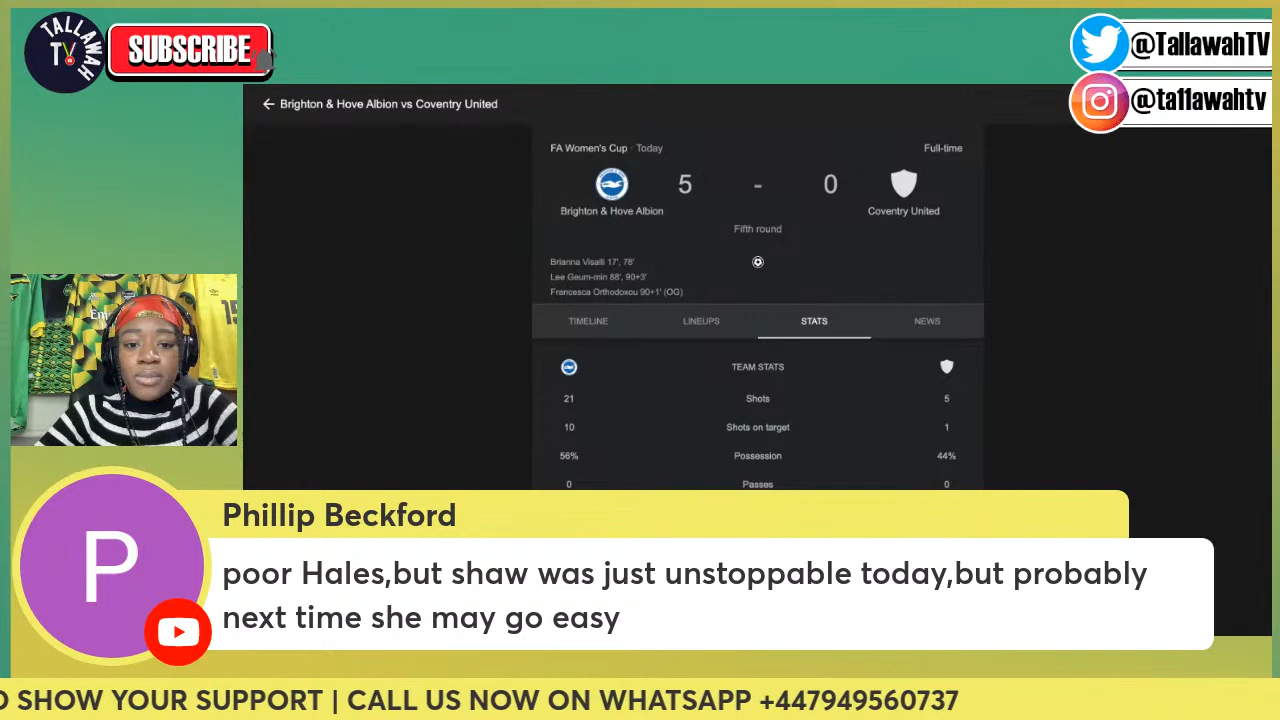 TALLAWAH
TV
SUBSCRIBE
@TallawahTV
@ta11awahtv
Brighton & Hove Albion vs Coventry United
FA Women's Cup · Today
Full-time
5 - 0
Brighton & Hove Albion
Coventry United
Fifth round
Brianna Visalli 17', 78'
Lee Geum-min 88', 90+3'
Francesca Orthodoxou 90+1' (OG)
TIMELINE LINEUPS STATS NEWS
TEAM STATS
21 Shots 5
10 Shots on target 1
56% Possession 44%
0 Passes 0
P
Phillip Beckford
poor Hales,but shaw was just unstoppable today,but probably
next time she may go easy
SHOW YOUR SUPPORT | CALL US NOW ON WHATSAPP +447949560737